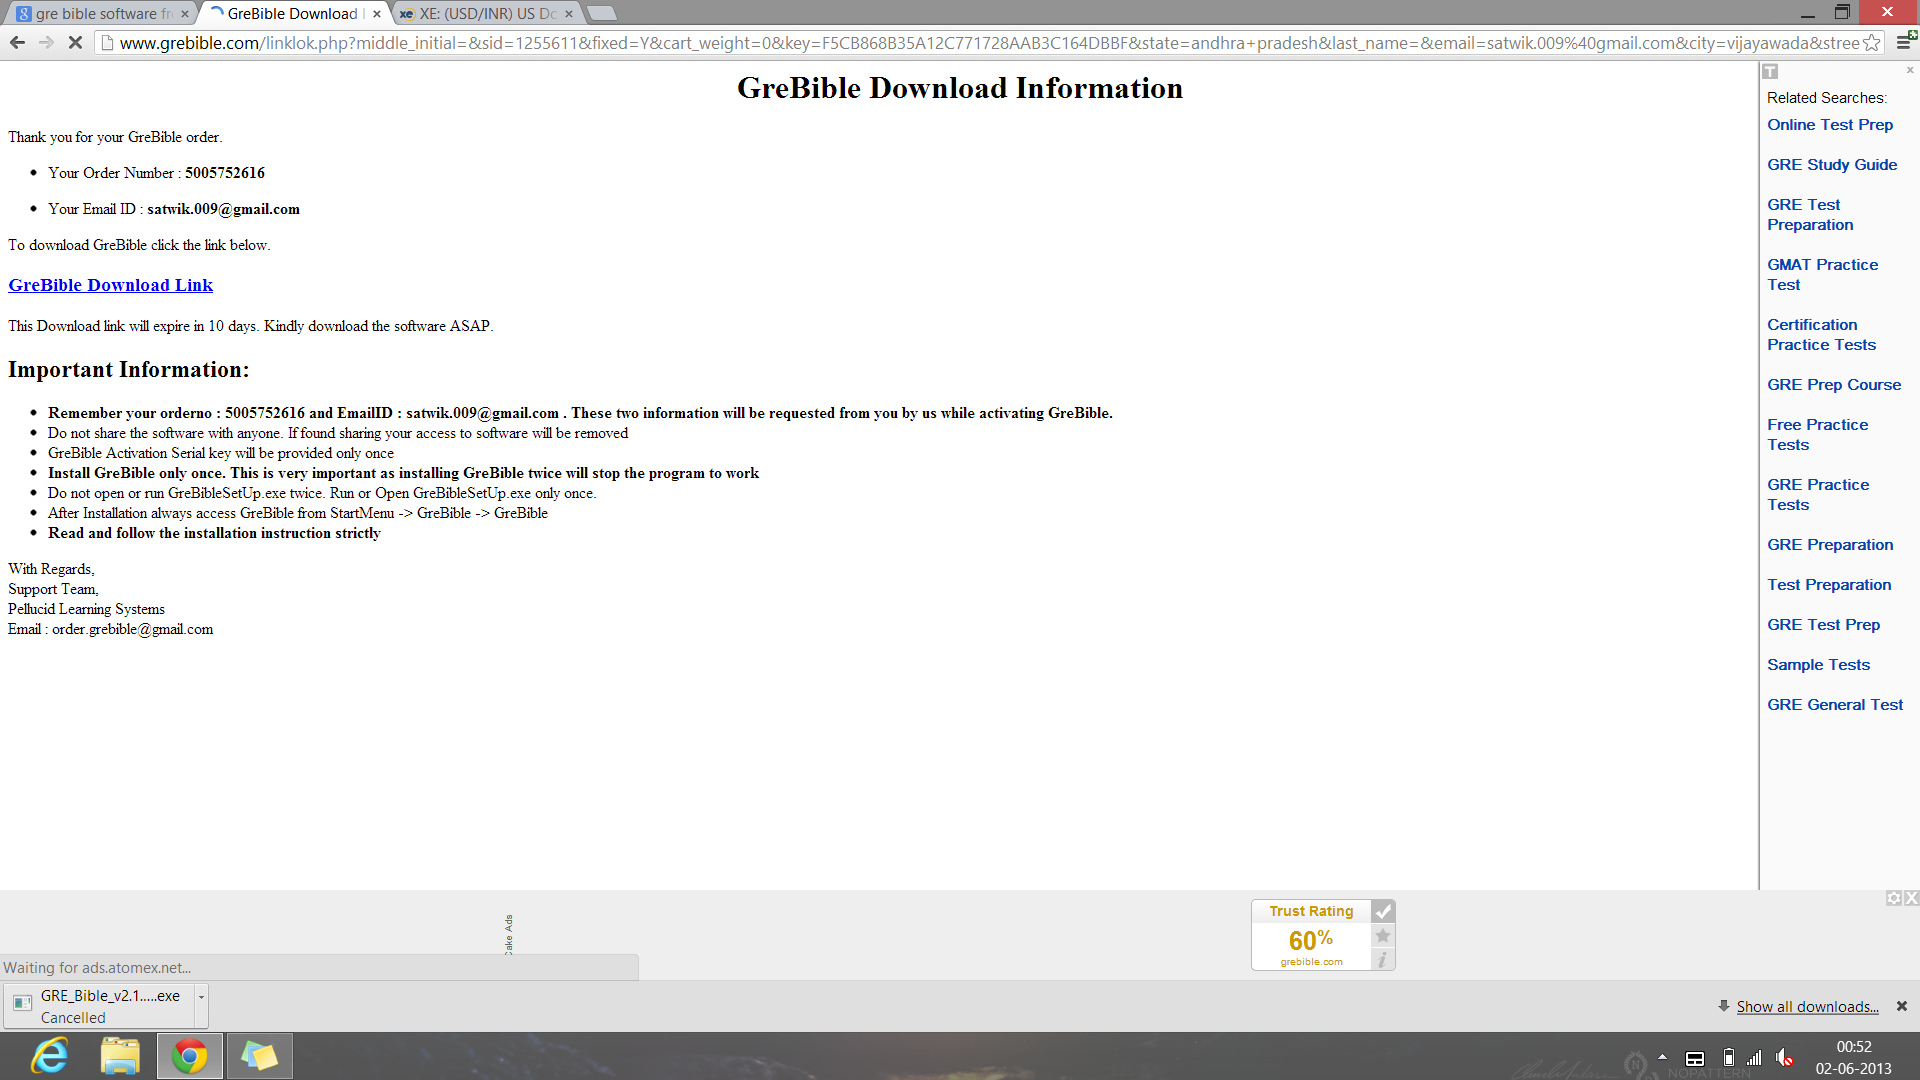 gre bible software fr
GreBible Download
XE: (USD/INR) US Do
www.grebible.com/linklok.php?middle_initial=&sid=1255611&fixed=Y&cart_weight=0&key=F5CB868B35A12C771728AAB3C164DBBF&state=andhra+pradesh&last_name=&email=satwik.009%40gmail.com&city=vijayawada&stree
GreBible Download Information
Thank you for your GreBible order.
Your Order Number : 5005752616
Your Email ID : satwik.009@gmail.com
To download GreBible click the link below.
GreBible Download Link
This Download link will expire in 10 days. Kindly download the software ASAP.
Important Information:
Remember your orderno : 5005752616 and EmailID : satwik.009@gmail.com . These two information will be requested from you by us while activating GreBible.
Do not share the software with anyone. If found sharing your access to software will be removed
GreBible Activation Serial key will be provided only once
Install GreBible only once. This is very important as installing GreBible twice will stop the program to work
Do not open or run GreBibleSetUp.exe twice. Run or Open GreBibleSetUp.exe only once.
After Installation always access GreBible from StartMenu -> GreBible -> GreBible
Read and follow the installation instruction strictly
With Regards,
Support Team,
Pellucid Learning Systems
Email : order.grebible@gmail.com
T
Related Searches:
Online Test Prep
GRE Study Guide
GRE Test
Preparation
GMAT Practice
Test
Certification
Practice Tests
GRE Prep Course
Free Practice
Tests
GRE Practice
Tests
GRE Preparation
Test Preparation
GRE Test Prep
Sample Tests
GRE General Test
Ads
Trust Rating
60%
grebible.com
Waiting for ads.atomex.net...
GRE_Bible_v2.1.....exe
Cancelled
Show all downloads...
NOPATTERN
00:52
02-06-2013